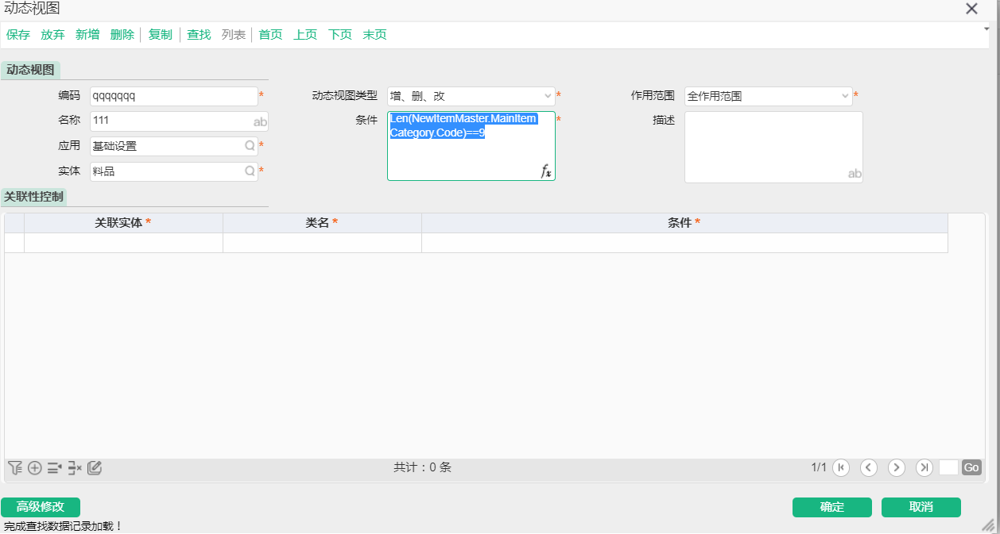 动态视图
保存 放弃 新增 删除 复制 查找 列表 首页 上页 下页 末页
动态视图
编码 qqqqqqq * 动态视图类型 增、删、改 * 作用范围 全作用范围 *
名称 111 ab 条件 Len(NewItemMaster.MainItem * 描述
Category.Code)==9
应用 基础设置 *
实体 料品 * fx ab
关联性控制
关联实体 * 类名 * 条件 *
共计：0 条 1/1 Go
高级修改 确定 取消
完成查找数据记录加载！